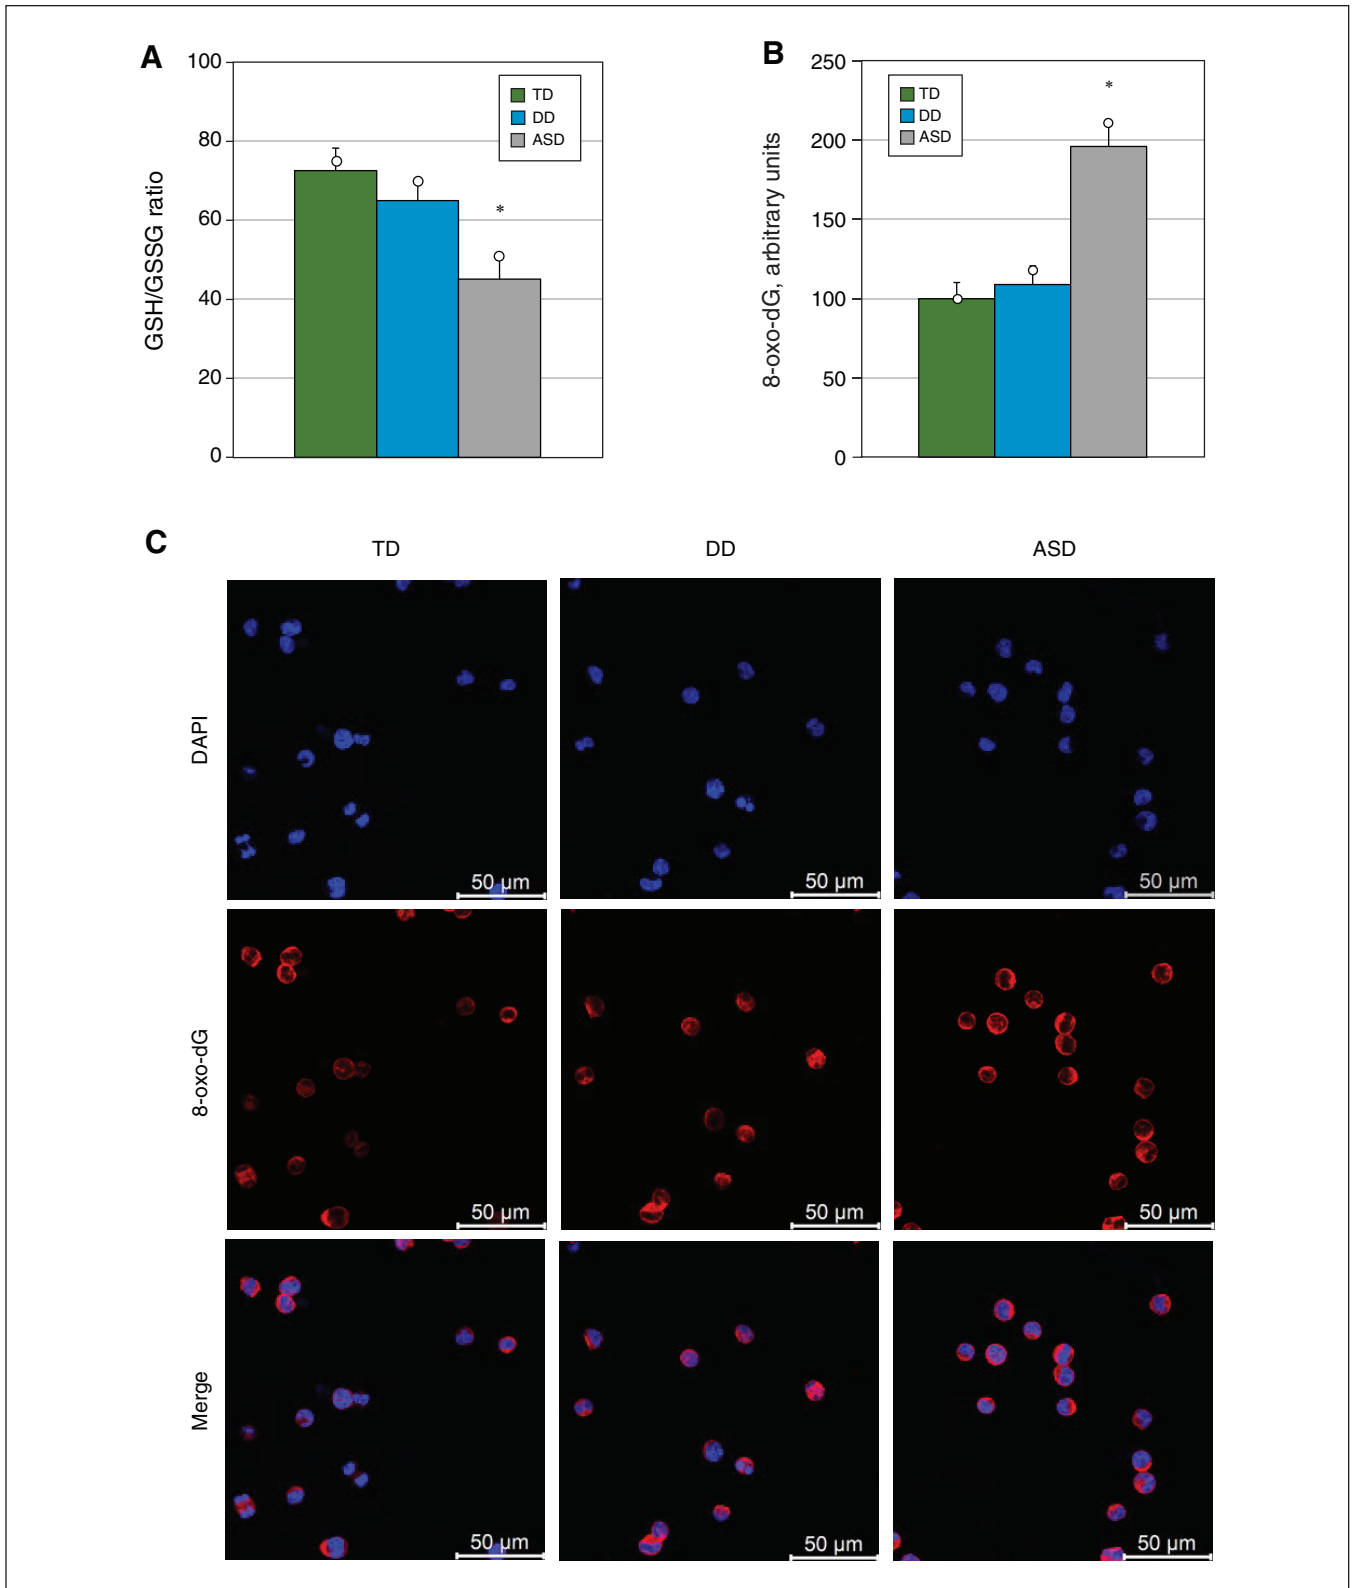 A
100
80
60
40
20
0
GSH/GSSG ratio
TD
DD
ASD
*
B
250
200
150
100
50
0
8-oxo-dG, arbitrary units
TD
DD
ASD
*
C
TD DD ASD
DAPI
50 µm 50 µm 50 µm
8-oxo-dG
50 µm 50 µm 50 µm
Merge
50 µm 50 µm 50 µm